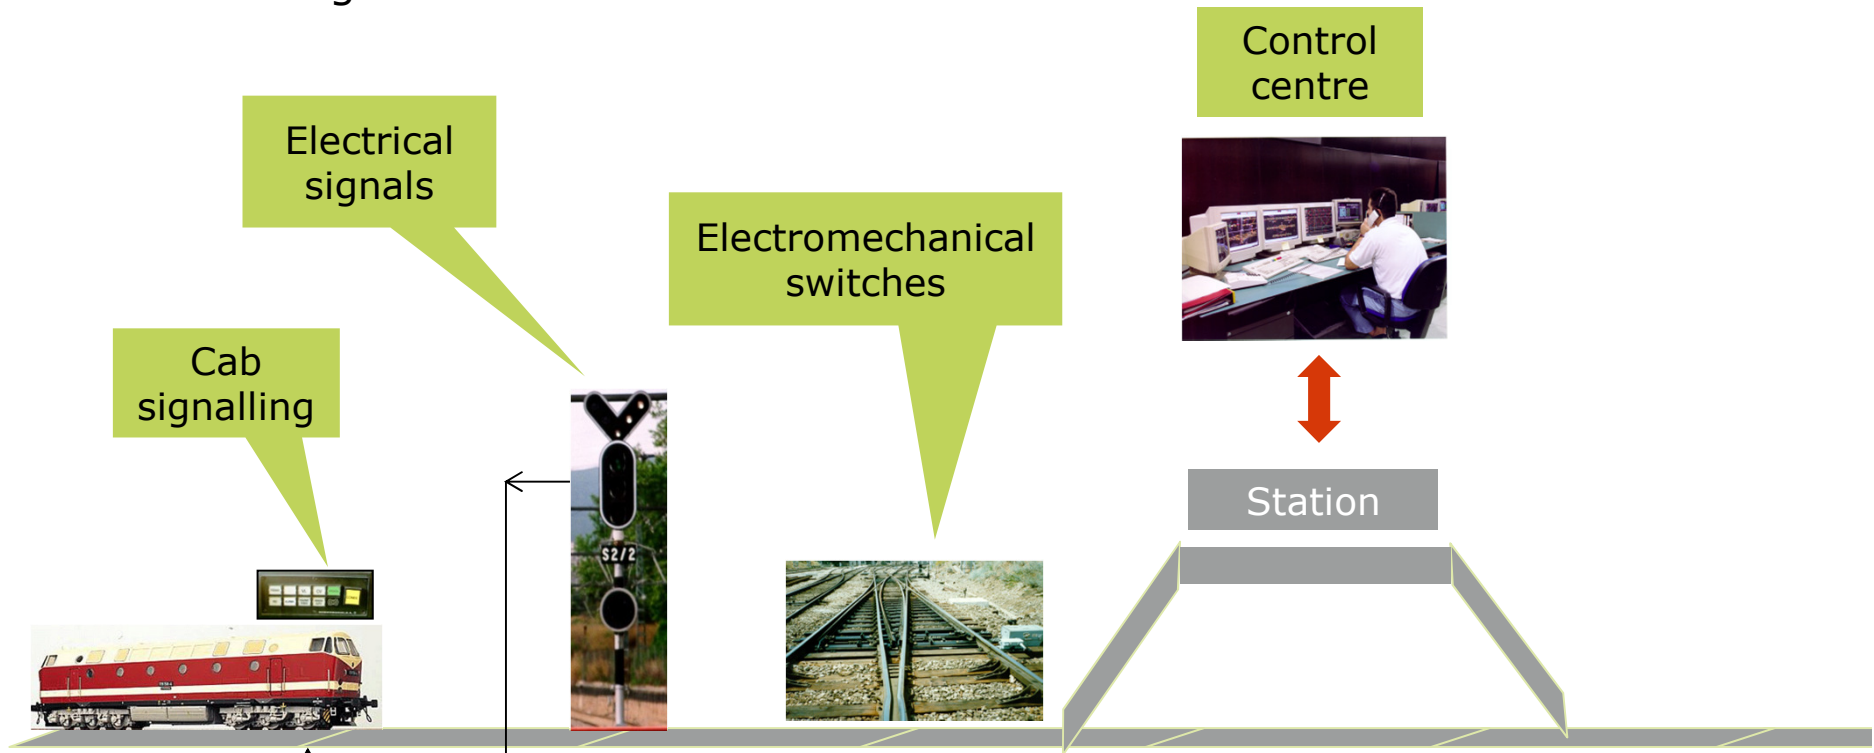 Control
centre
Electrical
signals
Electromechanical
switches
Cab
signalling
Station
S2/2